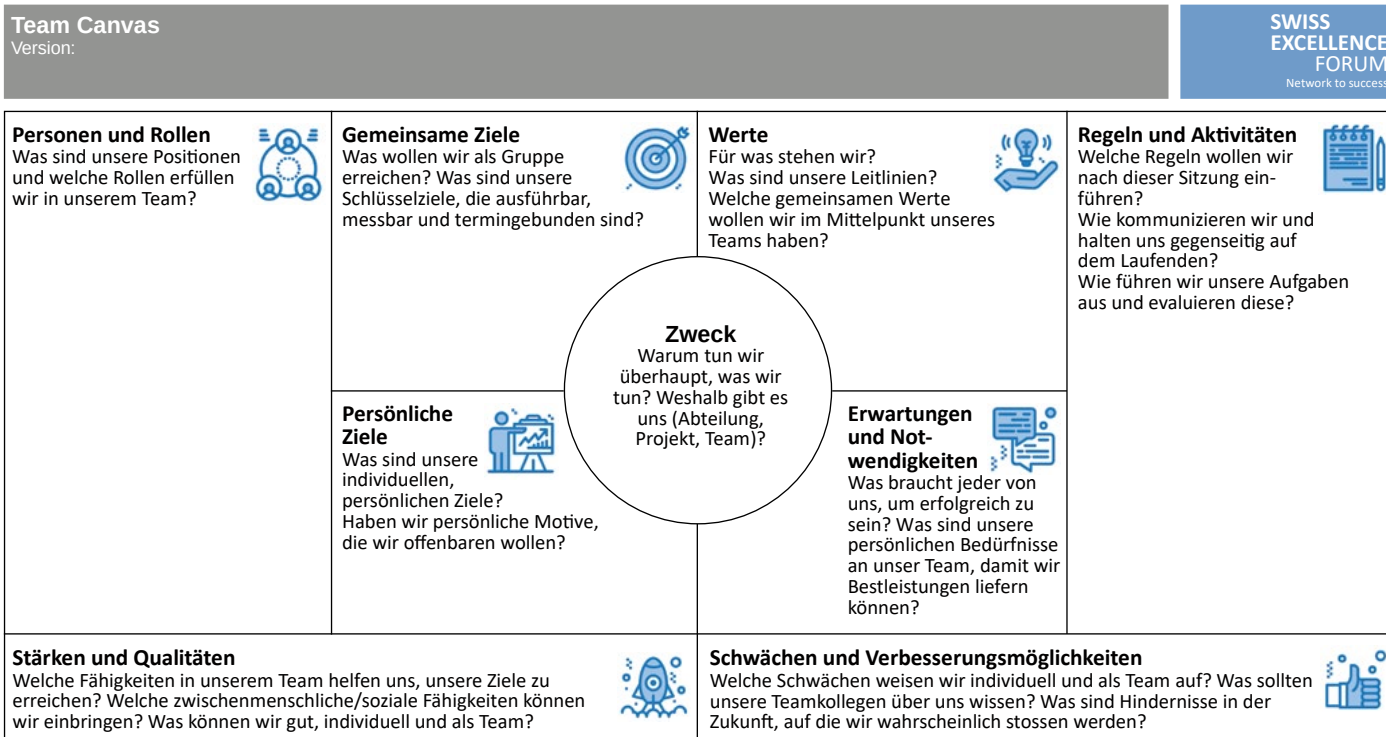 Team Canvas
Version:
SWISS
EXCELLENCE
FORUM
Network to success
Personen und Rollen
Was sind unsere Positionen
und welche Rollen erfüllen
wir in unserem Team?
Gemeinsame Ziele
Was wollen wir als Gruppe
erreichen? Was sind unsere
Schlüsselziele, die ausführbar,
messbar und termingebunden sind?
Werte
Für was stehen wir?
Was sind unsere Leitlinien?
Welche gemeinsamen Werte
wollen wir im Mittelpunkt unseres
Teams haben?
Regeln und Aktivitäten
Welche Regeln wollen wir
nach dieser Sitzung ein-
führen?
Wie kommunizieren wir und
halten uns gegenseitig auf
dem Laufenden?
Wie führen wir unsere Aufgaben
aus und evaluieren diese?
Zweck
Warum tun wir
überhaupt, was wir
tun? Weshalb gibt es
uns (Abteilung,
Projekt, Team)?
Persönliche
Ziele
Was sind unsere
individuellen,
persönlichen Ziele?
Haben wir persönliche Motive,
die wir offenbaren wollen?
Erwartungen
und Not-
wendigkeiten
Was braucht jeder von
uns, um erfolgreich zu
sein? Was sind unsere
persönlichen Bedürfnisse
an unser Team, damit wir
Bestleistungen liefern
können?
Stärken und Qualitäten
Welche Fähigkeiten in unserem Team helfen uns, unsere Ziele zu
erreichen? Welche zwischenmenschliche/soziale Fähigkeiten können
wir einbringen? Was können wir gut, individuell und als Team?
Schwächen und Verbesserungsmöglichkeiten
Welche Schwächen weisen wir individuell und als Team auf? Was sollten
unsere Teamkollegen über uns wissen? Was sind Hindernisse in der
Zukunft, auf die wir wahrscheinlich stossen werden?